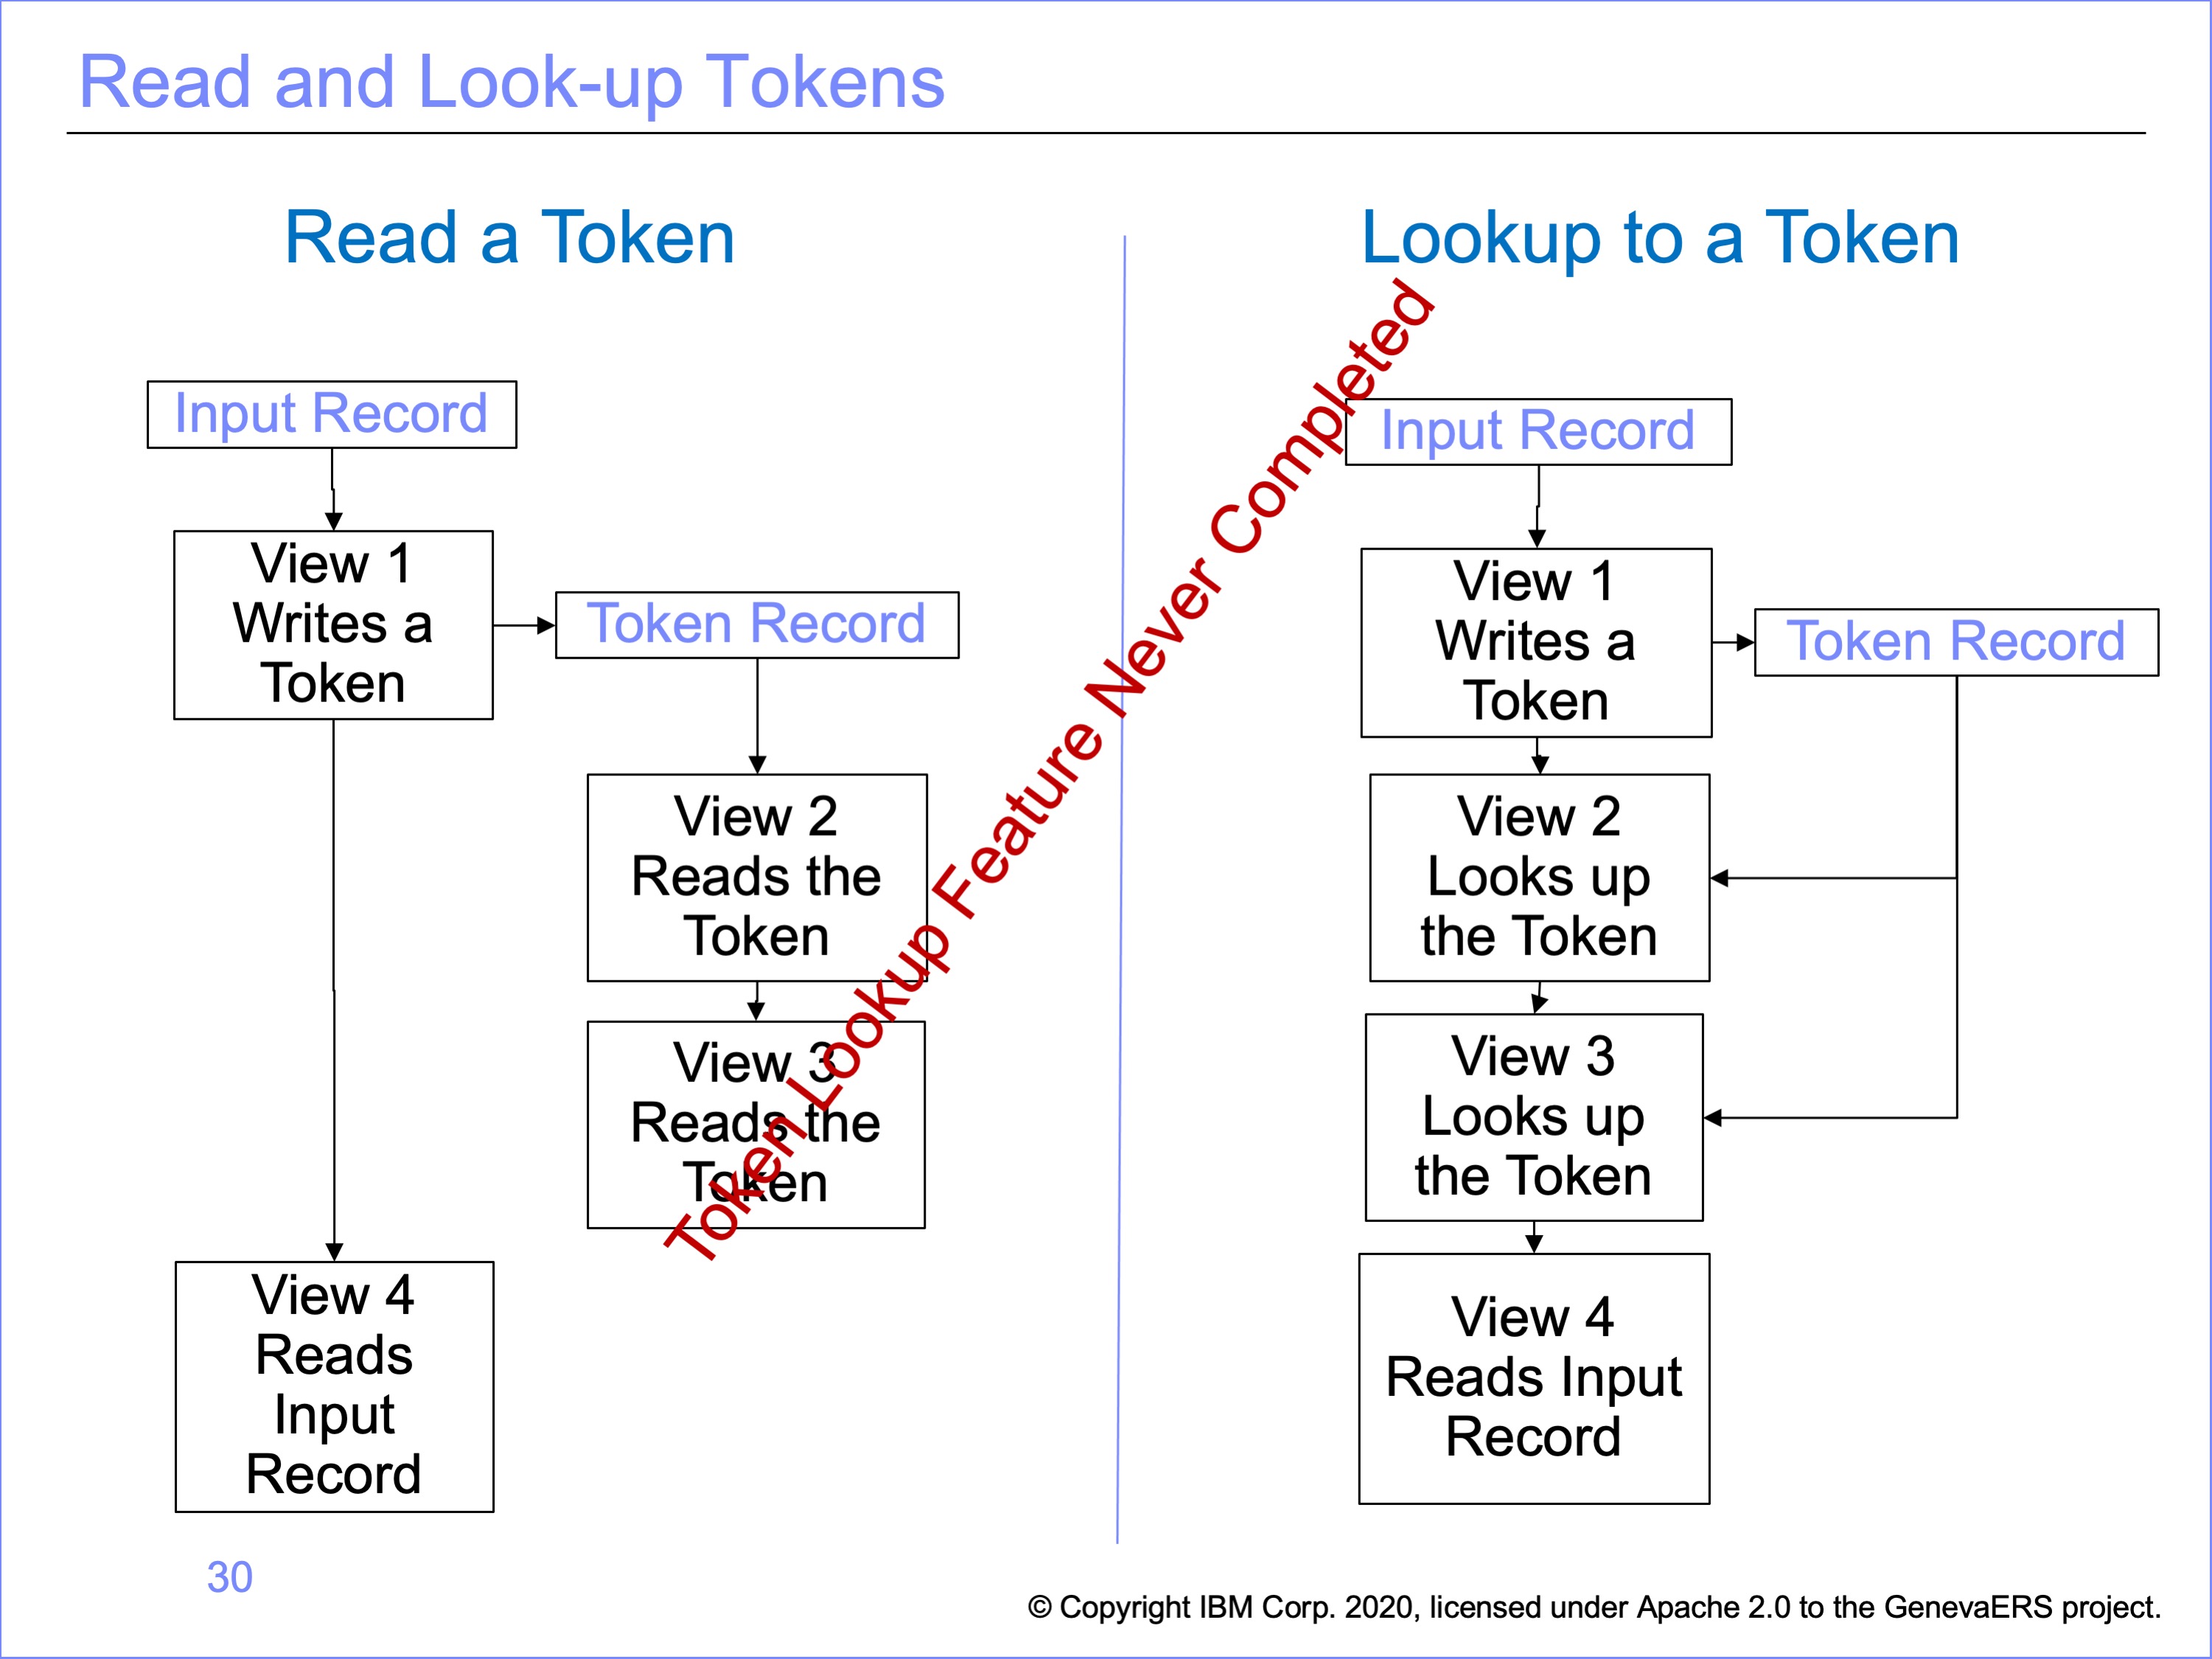 Read and Look-up Tokens
Read a Token
Input Record
View 1
Writes a
Token
Token Record
View 2
Reads the
Token
View 3
Reads the
Token
View 4
Reads
Input
Record
Token Lookup Feature Never Completed
Lookup to a Token
Input Record
View 1
Writes a
Token
Token Record
View 2
Looks up
the Token
View 3
Looks up
the Token
View 4
Reads Input
Record
30
© Copyright IBM Corp. 2020, licensed under Apache 2.0 to the GenevaERS project.